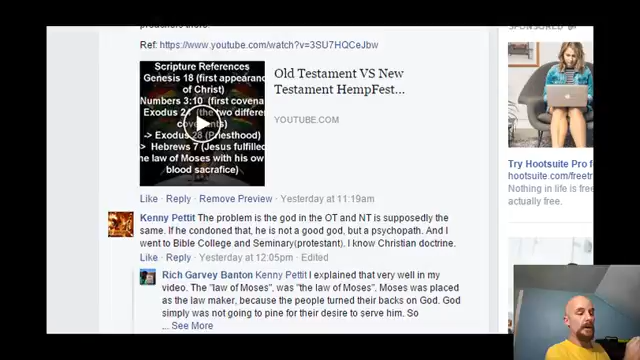 Ref: https://www.youtube.com/watch?v=3SU7HQCeJbw
Scripture References
Genesis 18 (first appearanc
of Christ)
Numbers 3:10 (first covena
Exodus 24 (the two differe
covenants)
-> Exodus 28 (Priesthood)
> Hebrews 7 (Jesus fulfilled
he law of Moses with his ow
blood sacrafice)
Old Testament VS New
Testament HempFest...
YOUTUBE.COM
Like · Reply · Remove Preview · Yesterday at 11:19am
Kenny Pettit The problem is the god in the OT and NT is supposedly the
same. If he condoned that, he is not a good god, but a psychopath. And I
went to Bible College and Seminary(protestant). I know Christian doctrine.
Like · Reply · Yesterday at 12:05pm · Edited
Rich Garvey Banton Kenny Pettit I explained that very well in my
video. The "law of Moses", was "the law of Moses". Moses was placed
as the law maker, because the people turned their backs on God. God
simply was not going to pine for their desire to serve him. So
... See More
SPONSORED
Try Hootsuite Pro f
hootsuite.com/freetr
Nothing in life is fre
actually free.